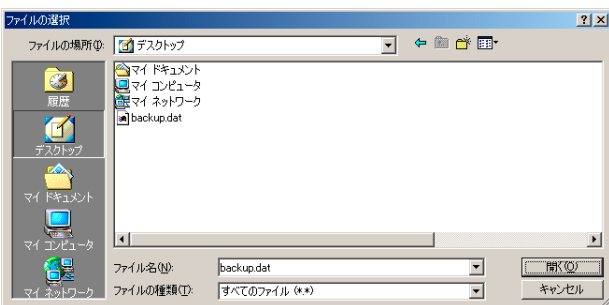 ファイルの選択
ファイルの場所(I):
デスクトップ
履歴
デスクトップ
マイ ドキュメント
マイ コンピュータ
マイ ネットワーク
マイ ドキュメント
マイ コンピュータ
マイ ネットワーク
backup.dat
ファイル名(N):
backup.dat
開く(O)
ファイルの種類(T):
すべてのファイル (*.*)
キャンセル